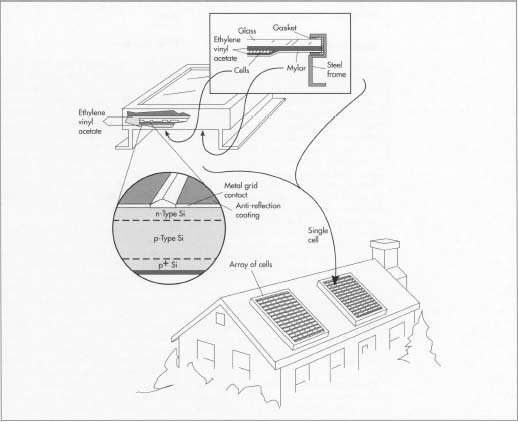 Glass
Gasket
Ethylene
vinyl
acetate
Cells
Mylar
Steel
frame
Ethylene
vinyl
acetate
Metal grid
contact
Anti-reflection
coating
n-Type Si
p-Type Si
p+ Si
Single
cell
Array of cells